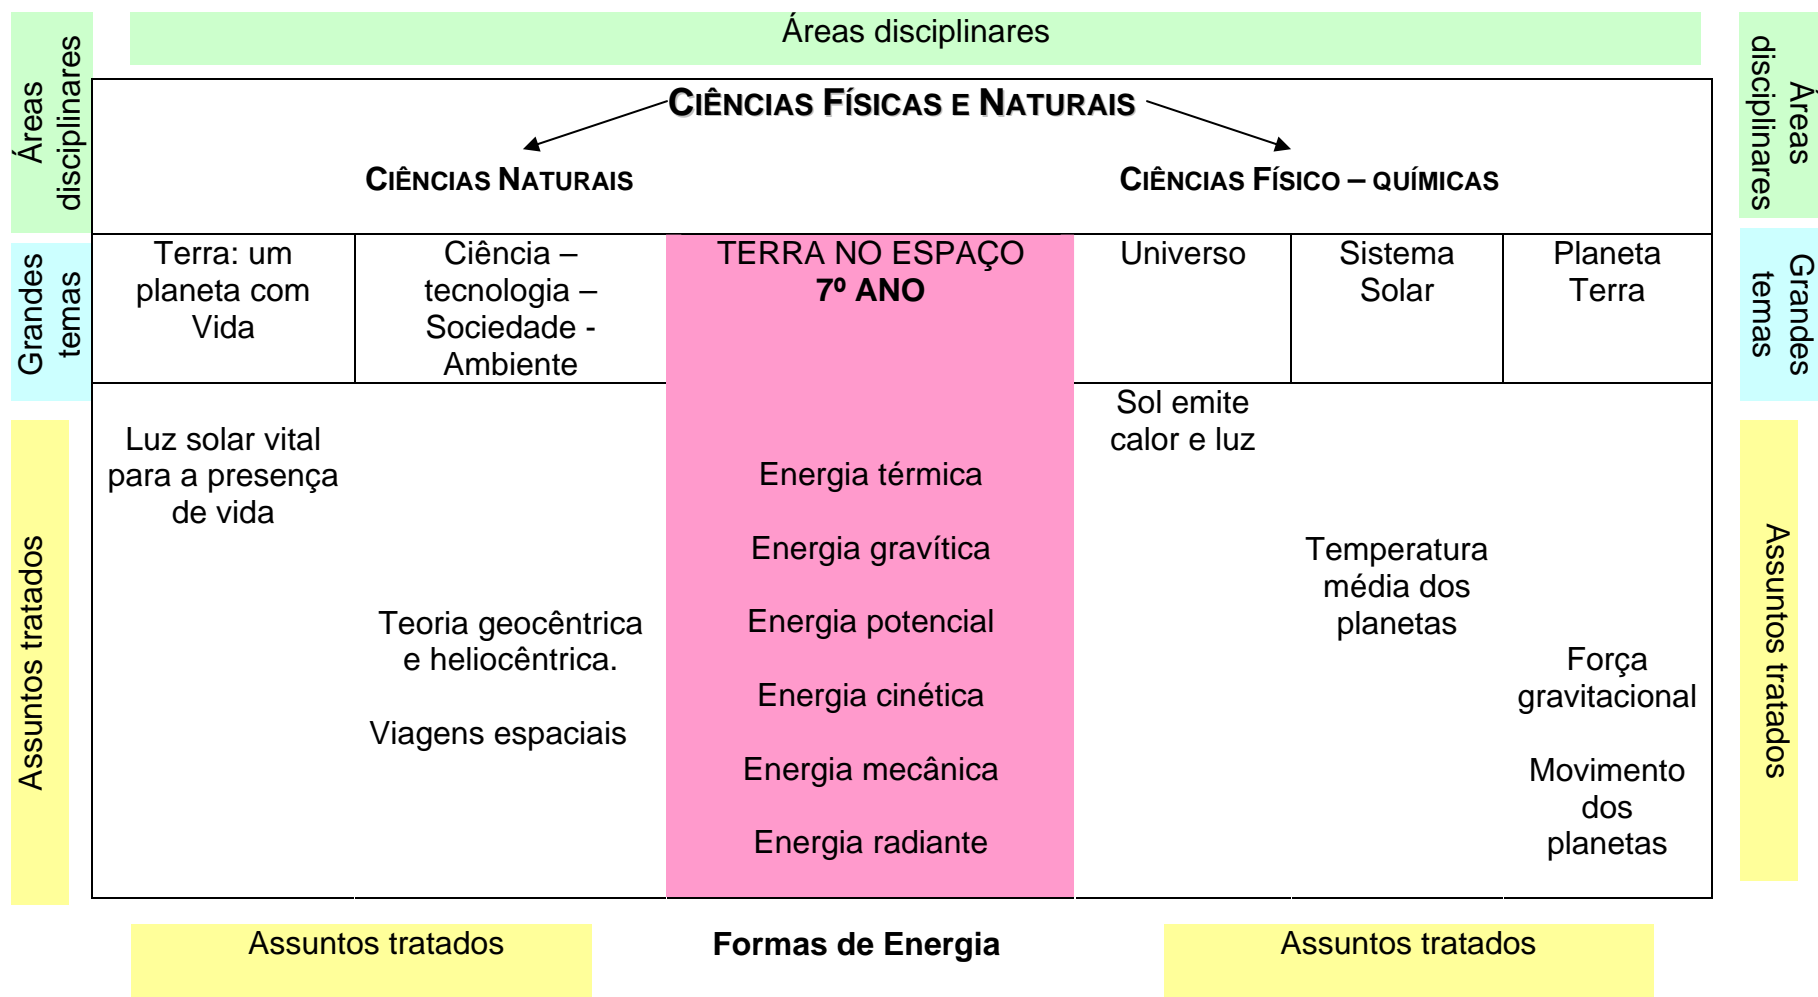 Áreas disciplinares
Áreas
disciplinares
Áreas
disciplinares
CIÊNCIAS FÍSICAS E NATURAIS
CIÊNCIAS NATURAIS
CIÊNCIAS FÍSICO – QUÍMICAS
Grandes
temas
Terra: um
planeta com
Vida
Ciência –
tecnologia –
Sociedade -
Ambiente
TERRA NO ESPAÇO
7º ANO
Universo
Sistema
Solar
Planeta
Terra
Grandes
temas
Assuntos tratados
Luz solar vital
para a presença
de vida
Teoria geocêntrica
e heliocêntrica.
Viagens espaciais
Energia térmica
Energia gravítica
Energia potencial
Energia cinética
Energia mecânica
Energia radiante
Sol emite
calor e luz
Temperatura
média dos
planetas
Força
gravitacional
Movimento
dos
planetas
Assuntos tratados
Assuntos tratados
Formas de Energia
Assuntos tratados